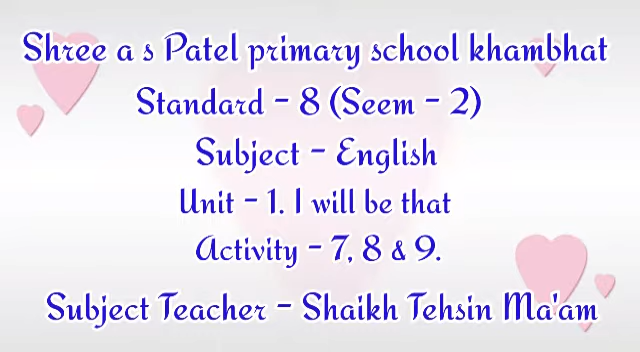 Shree a s Patel primary school khambhat
Standard - 8 (Seem - 2)
Subject - English
Unit - 1. I will be that
Activity - 7, 8 & 9.
Subject Teacher - Shaikh Tehsin Ma'am